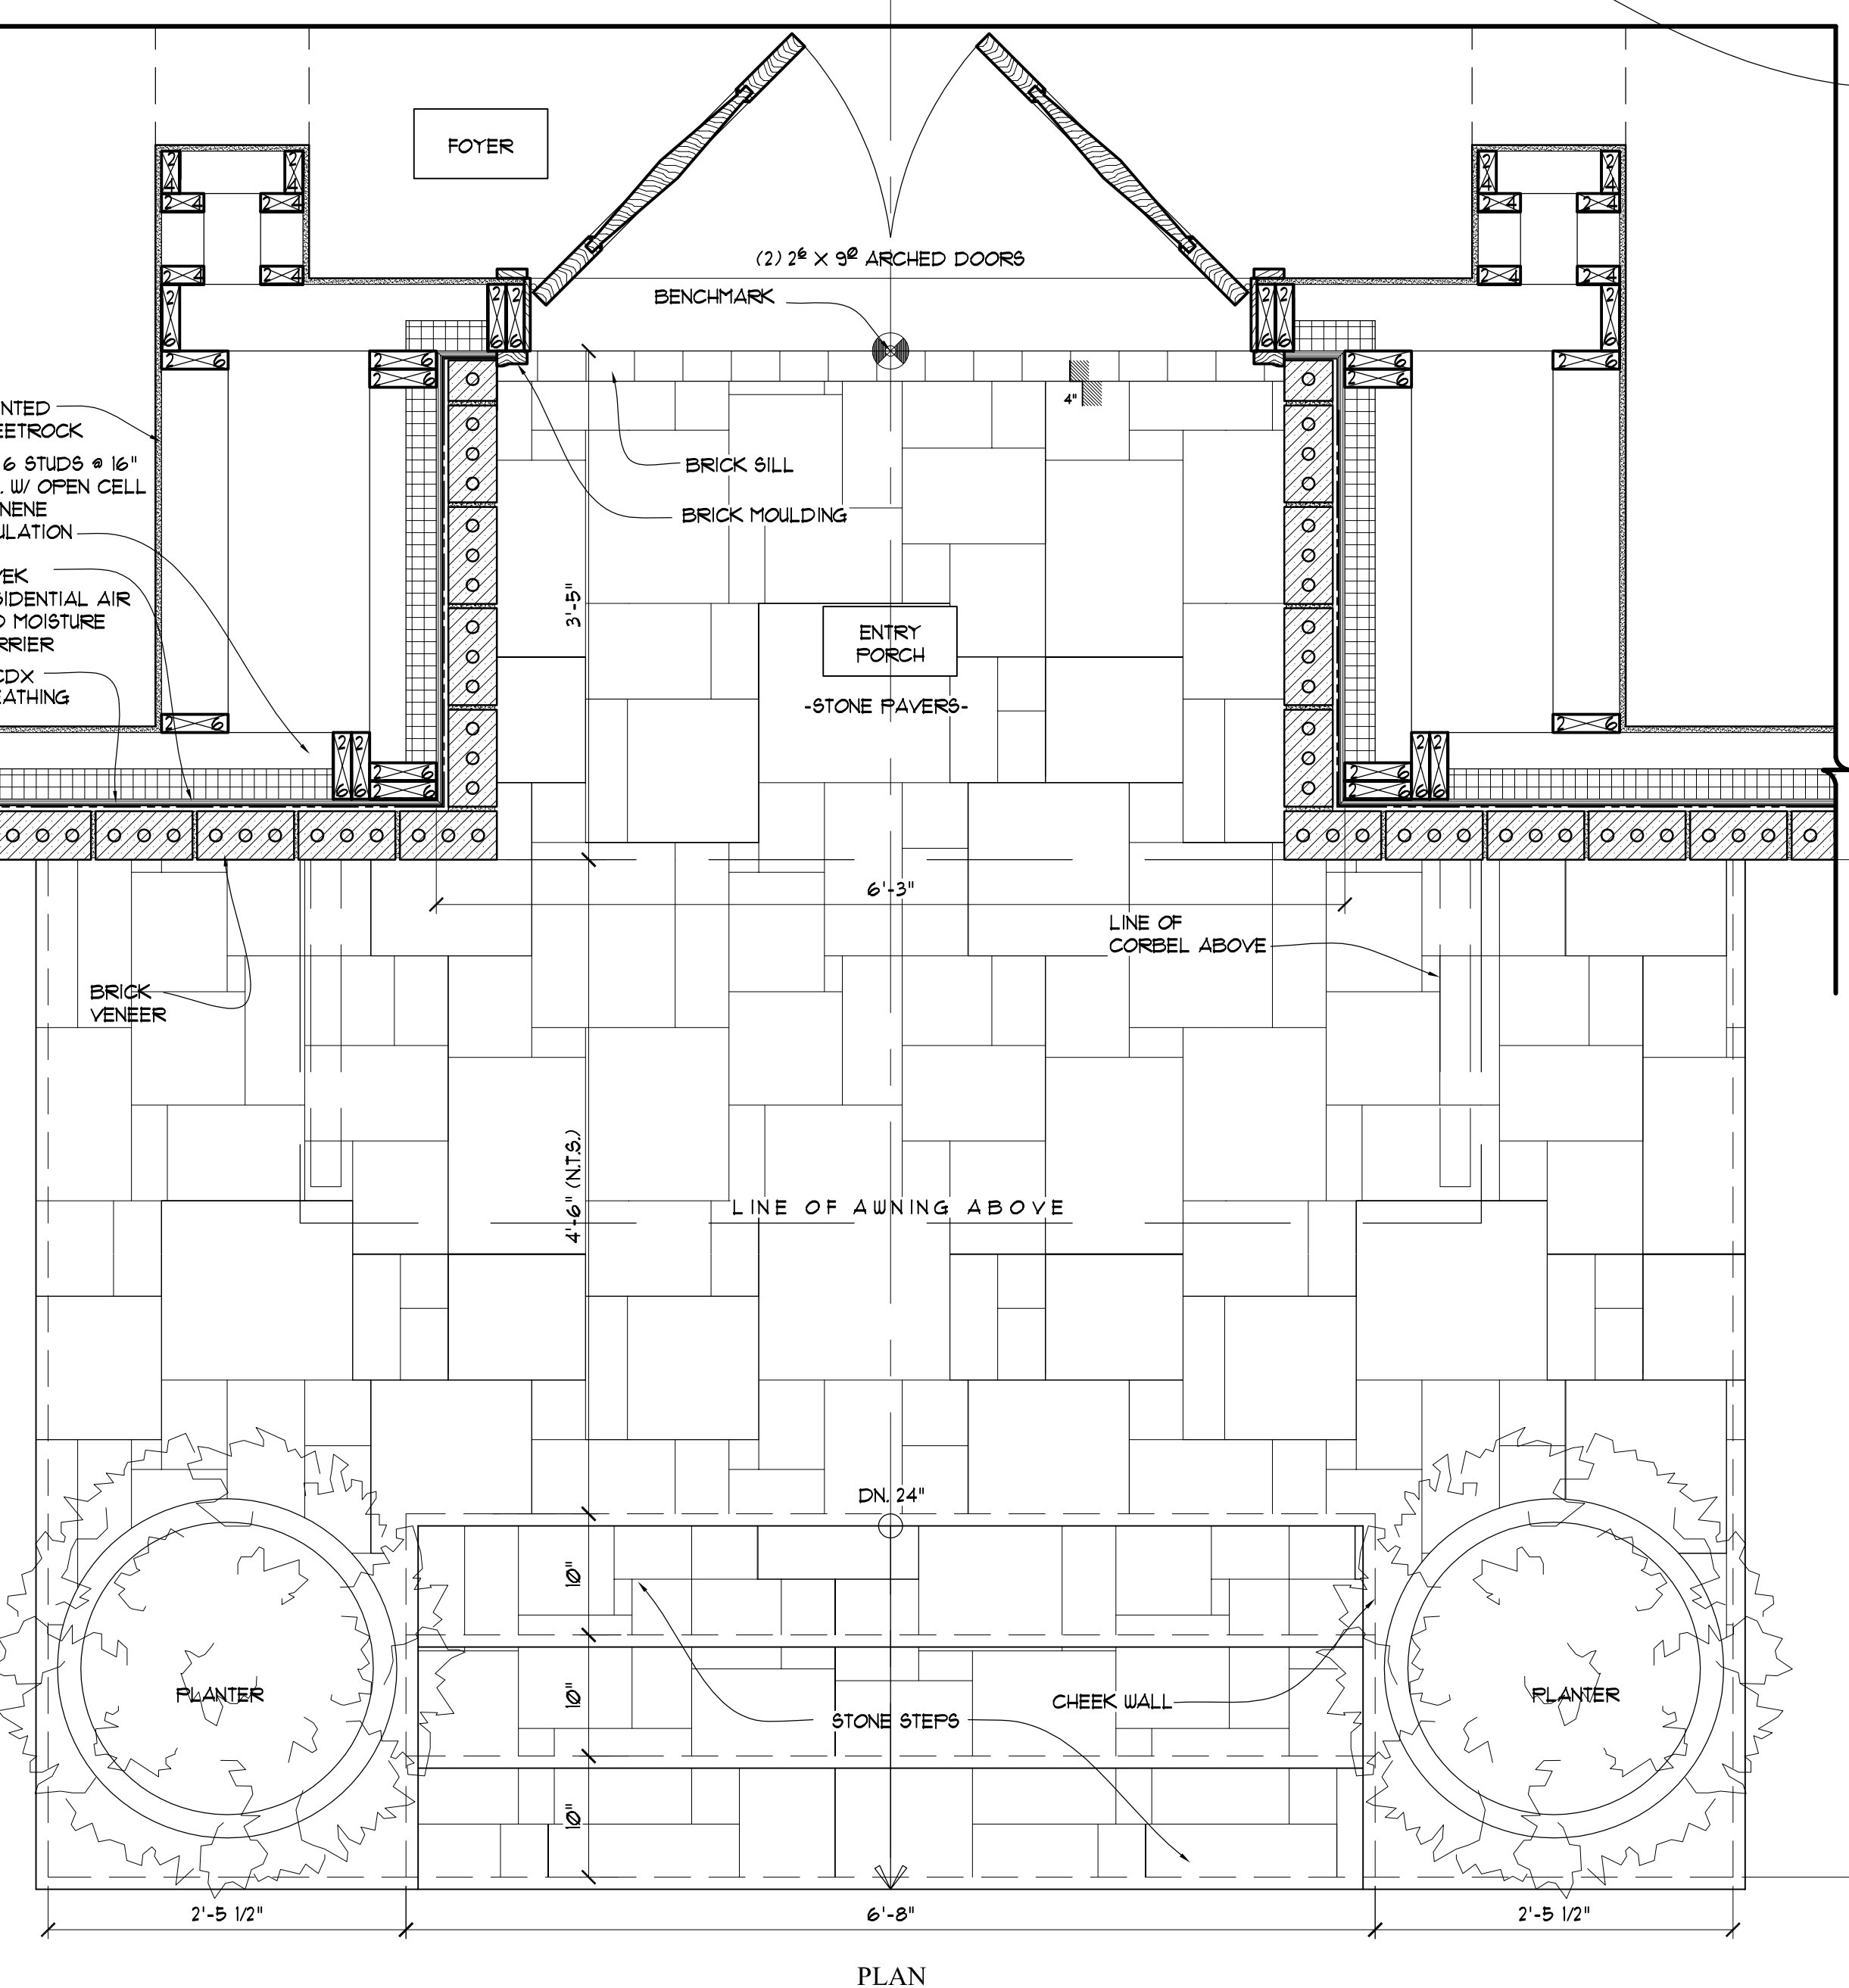 FOYER
(2) 2⁶ X 9⁰ ARCHED DOORS
BENCHMARK
4"
BRICK SILL
BRICK MOULDING
NTED
EETROCK
6 STUDS @ 16"
. W/ OPEN CELL
NENE
ULATION
VEK
SIDENTIAL AIR
D MOISTURE
RRIER
CDX
EATHING
3'-5"
ENTRY
PORCH
-STONE PAVERS-
6'-3"
LINE OF
CORBEL ABOVE
BRICK
VENEER
4'-6" (N.T.S.)
LINE OF AWNING ABOVE
DN. 24"
10"
10"
10"
PLANTER
STONE STEPS
CHEEK WALL
PLANTER
2'-5 1/2"
6'-8"
2'-5 1/2"
PLAN